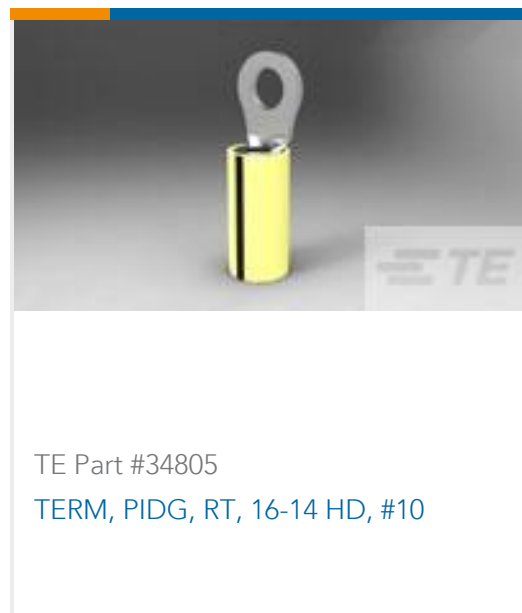 TE
TE Part #34805
TERM, PIDG, RT, 16-14 HD, #10